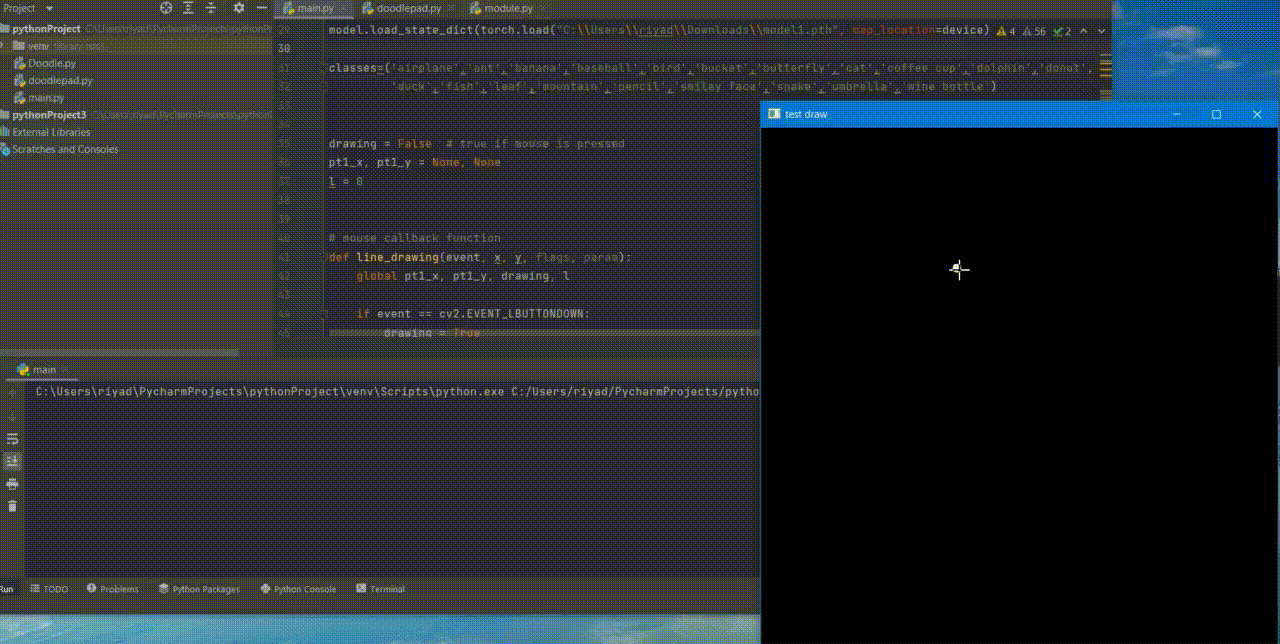 Project
main.py
doodlepad.py
module.py
pythonProject C:\Users\riyad\PycharmProjects\pythonP
venv library root
Doodle.py
doodlepad.py
main.py
pythonProject3 C:\Users\riyad\PycharmProjects\python
External Libraries
Scratches and Consoles
29 model.load_state_dict(torch.load("C:\\Users\\riyad\\Downloads\\model1.pth", map_location=device) 4 56 2
30
31 classes=('airplane','ant','banana','baseball','bird','bucket','butterfly','cat','coffee cup','dolphin','donut',
32 'duck','fish','leaf','mountain','pencil','smiley face','snake','umbrella','wine bottle')
33
34
35 drawing = False # true if mouse is pressed
36 pt1_x, pt1_y = None, None
37 l = 0
38
39
40 # mouse callback function
41 def line_drawing(event, x, y, flags, param):
42 global pt1_x, pt1_y, drawing, l
43
44 if event == cv2.EVENT_LBUTTONDOWN:
45 drawing = True
test draw
main
C:\Users\riyad\PycharmProjects\pythonProject\venv\Scripts\python.exe C:/Users/riyad/PycharmProjects/pytho
Run TODO Problems Python Packages Python Console Terminal